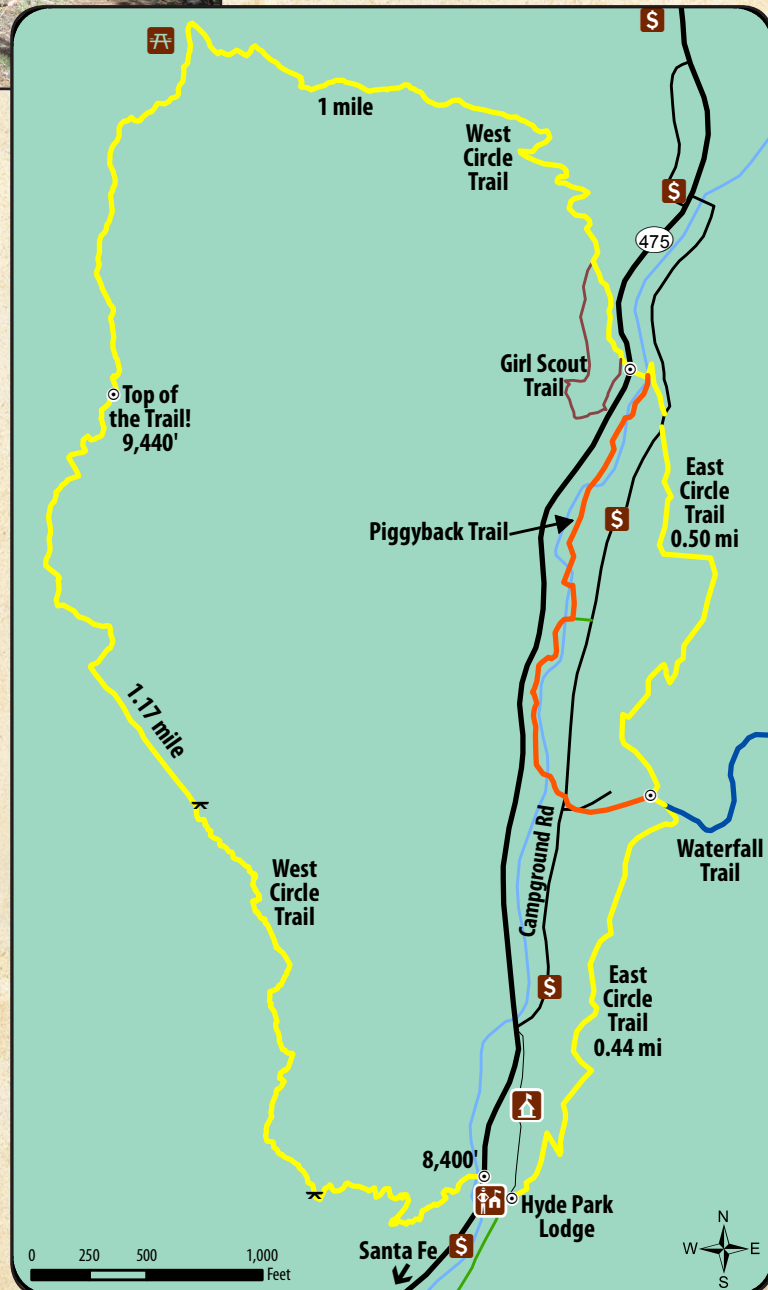 $
1 mile
West
Circle
Trail
$
475
Girl Scout
Trail
Top of
the Trail!
9,440'
East
Circle
Trail
0.50 mi
$
Piggyback Trail
1.17 mile
Campground Rd
Waterfall
Trail
West
Circle
Trail
$
East
Circle
Trail
0.44 mi
8,400'
Hyde Park
Lodge
Santa Fe
$
N
W E
S
0 250 500 1,000
Feet